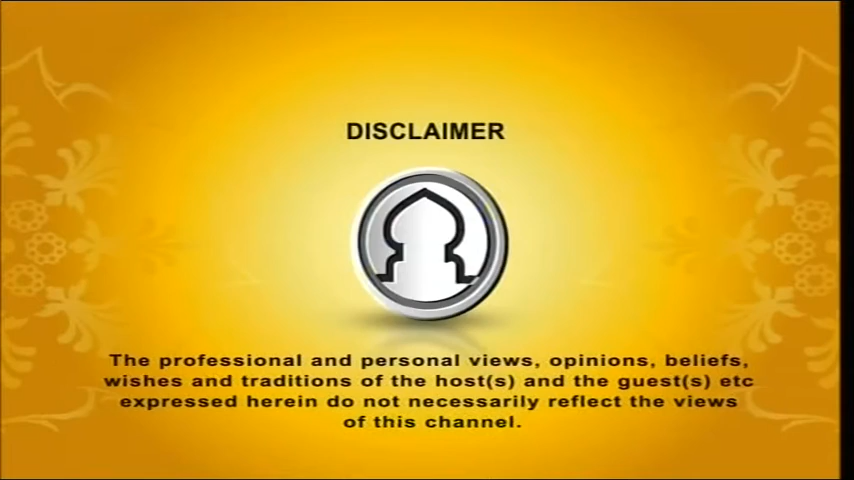 DISCLAIMER
The professional and personal views, opinions, beliefs,
wishes and traditions of the host(s) and the guest(s) etc
expressed herein do not necessarily reflect the views
of this channel.